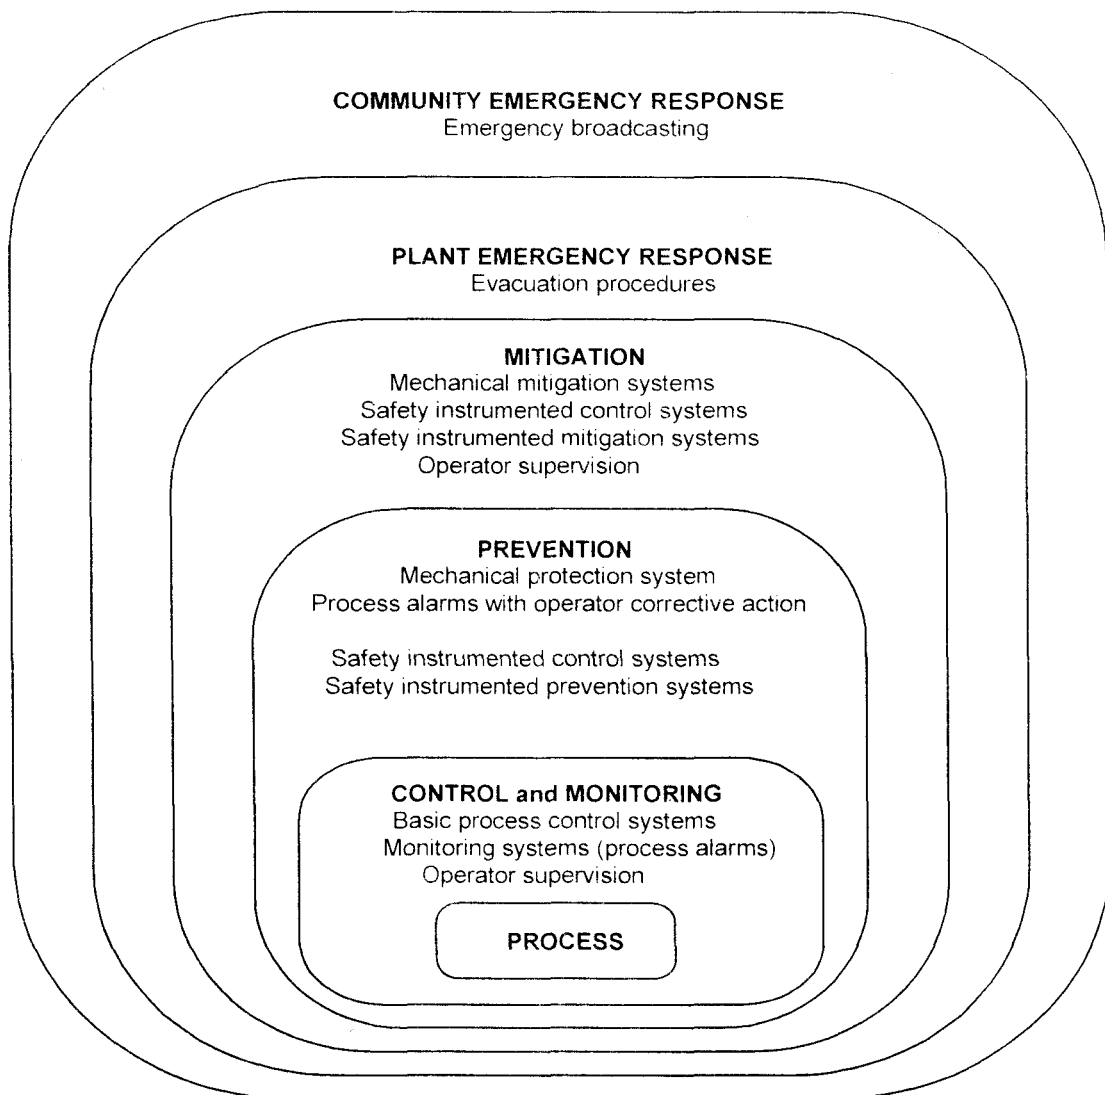 COMMUNITY EMERGENCY RESPONSE
Emergency broadcasting
PLANT EMERGENCY RESPONSE
Evacuation procedures
MITIGATION
Mechanical mitigation systems
Safety instrumented control systems
Safety instrumented mitigation systems
Operator supervision
PREVENTION
Mechanical protection system
Process alarms with operator corrective action
Safety instrumented control systems
Safety instrumented prevention systems
CONTROL and MONITORING
Basic process control systems
Monitoring systems (process alarms)
Operator supervision
PROCESS